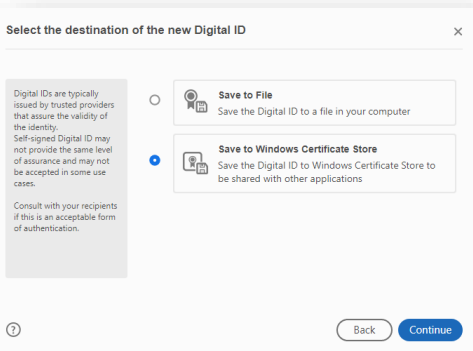 Select the destination of the new Digital ID
Digital IDs are typically
issued by trusted providers
that assure the validity of
the identity.
Self-signed Digital ID may
not provide the same level
of assurance and may not
be accepted in some use
cases.
Consult with your recipients
if this is an acceptable form
of authentication.
Save to File
Save the Digital ID to a file in your computer
Save to Windows Certificate Store
Save the Digital ID to Windows Certificate Store to
be shared with other applications
?
Back
Continue